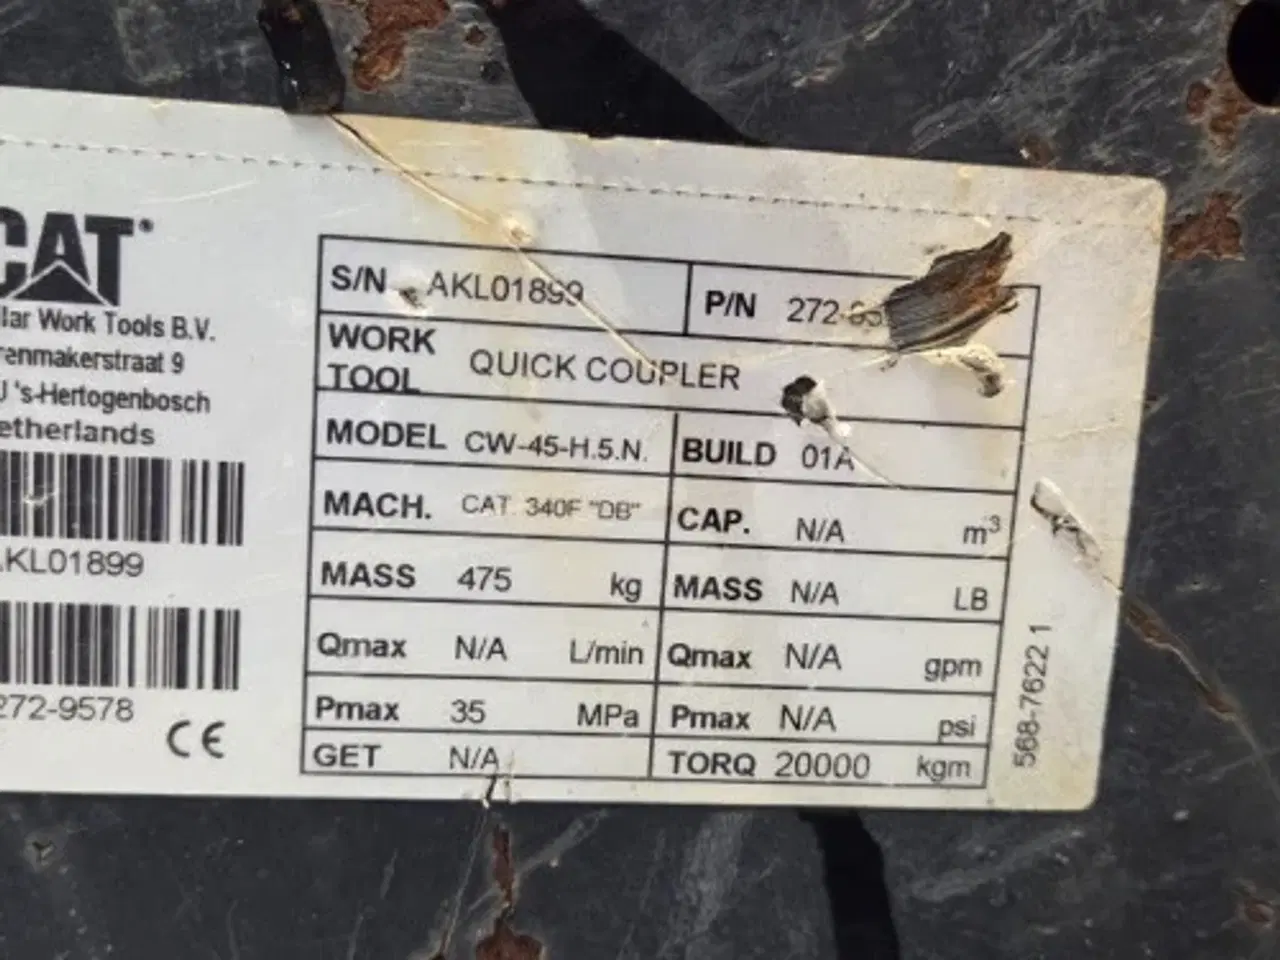 CAT
llar Work Tools B.V.
renmakerstraat 9
J 's-Hertogenbosch
etherlands
KL01899
272-9578
CE
S/N AKL01899 P/N 272-
WORK TOOL QUICK COUPLER
MODEL CW-45-H.5.N. BUILD 01A
MACH. CAT 340F "DB" CAP. N/A m³
MASS 475 kg MASS N/A LB
Qmax N/A L/min Qmax N/A gpm
Pmax 35 MPa Pmax N/A psi
GET N/A TORQ 20000 kgm
568-7622 1